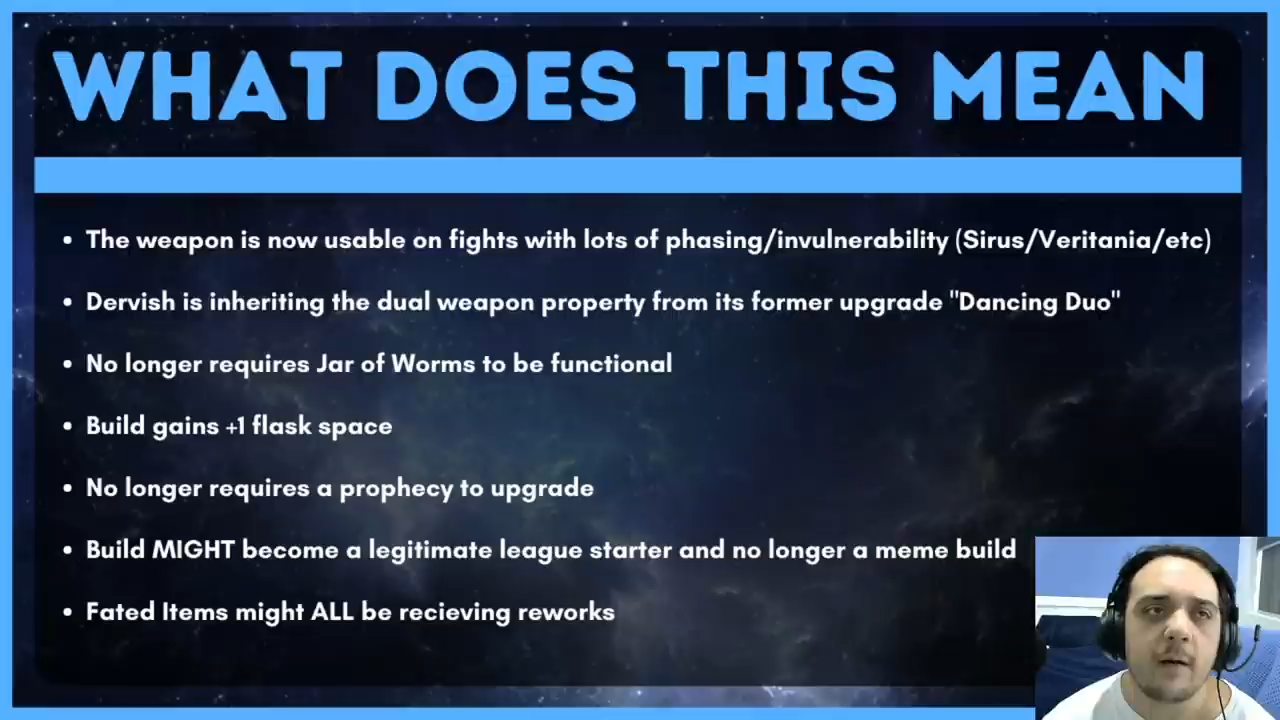 WHAT DOES THIS MEAN
• The weapon is now usable on fights with lots of phasing/invulnerability (Sirus/Veritania/etc)
• Dervish is inheriting the dual weapon property from its former upgrade "Dancing Duo"
• No longer requires Jar of Worms to be functional
• Build gains +1 flask space
• No longer requires a prophecy to upgrade
• Build MIGHT become a legitimate league starter and no longer a meme build
• Fated Items might ALL be recieving reworks